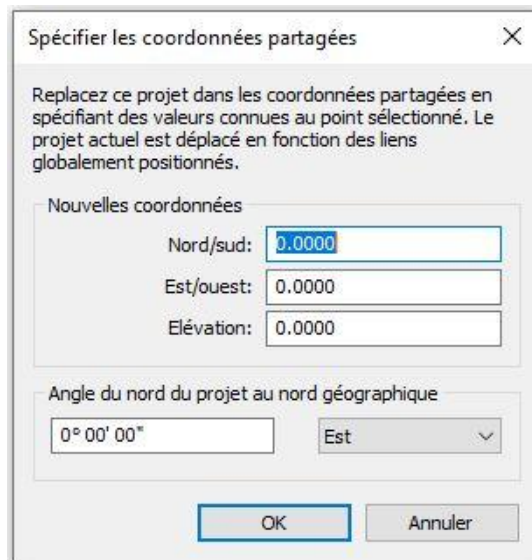 Spécifier les coordonnées partagées
Replacez ce projet dans les coordonnées partagées en
spécifiant des valeurs connues au point sélectionné. Le
projet actuel est déplacé en fonction des liens
globalement positionnés.
Nouvelles coordonnées
Nord/sud: 0.0000
Est/ouest: 0.0000
Elévation: 0.0000
Angle du nord du projet au nord géographique
0° 00' 00" Est
OK Annuler